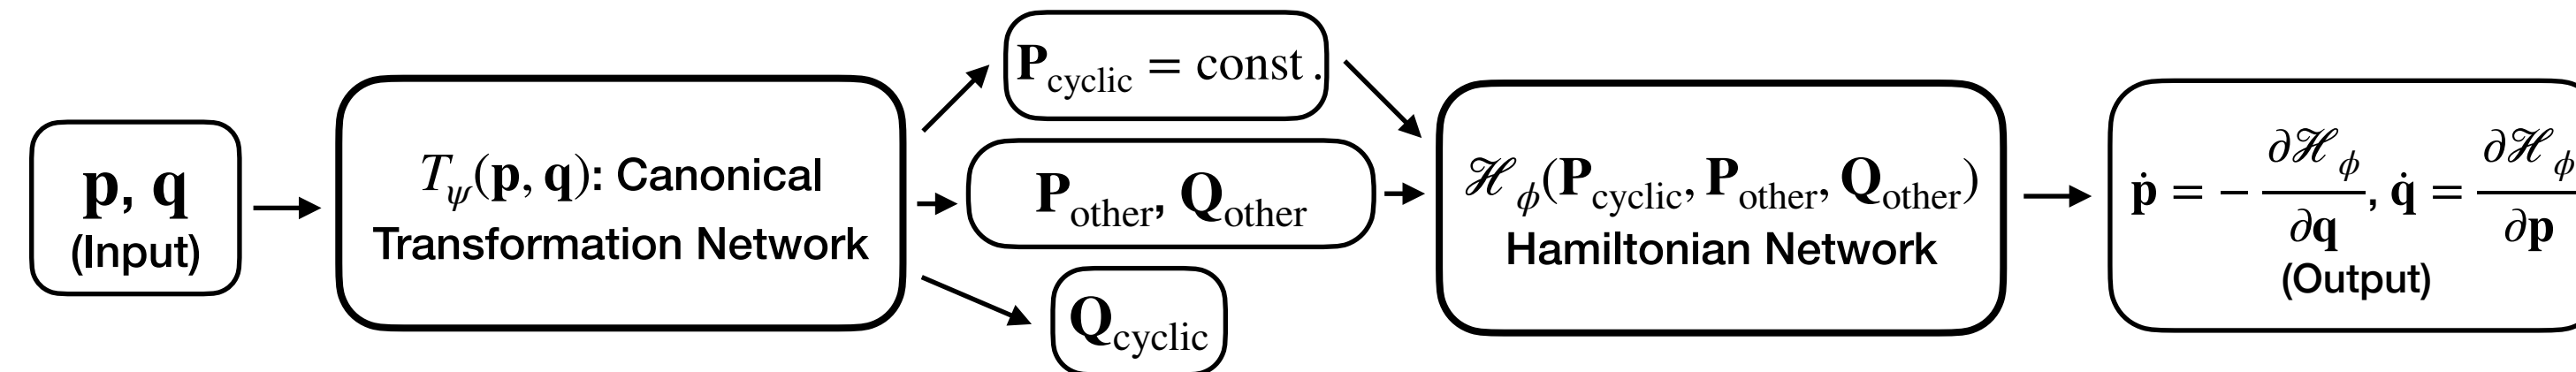 p, q
(Input)
T_ψ(p, q): Canonical
Transformation Network
P_cyclic = const .
P_other, Q_other
Q_cyclic
ℋ_ϕ(P_cyclic, P_other, Q_other)
Hamiltonian Network
ṗ = − ∂ℋ_ϕ/∂q, q̇ = ∂ℋ_ϕ/∂p
(Output)